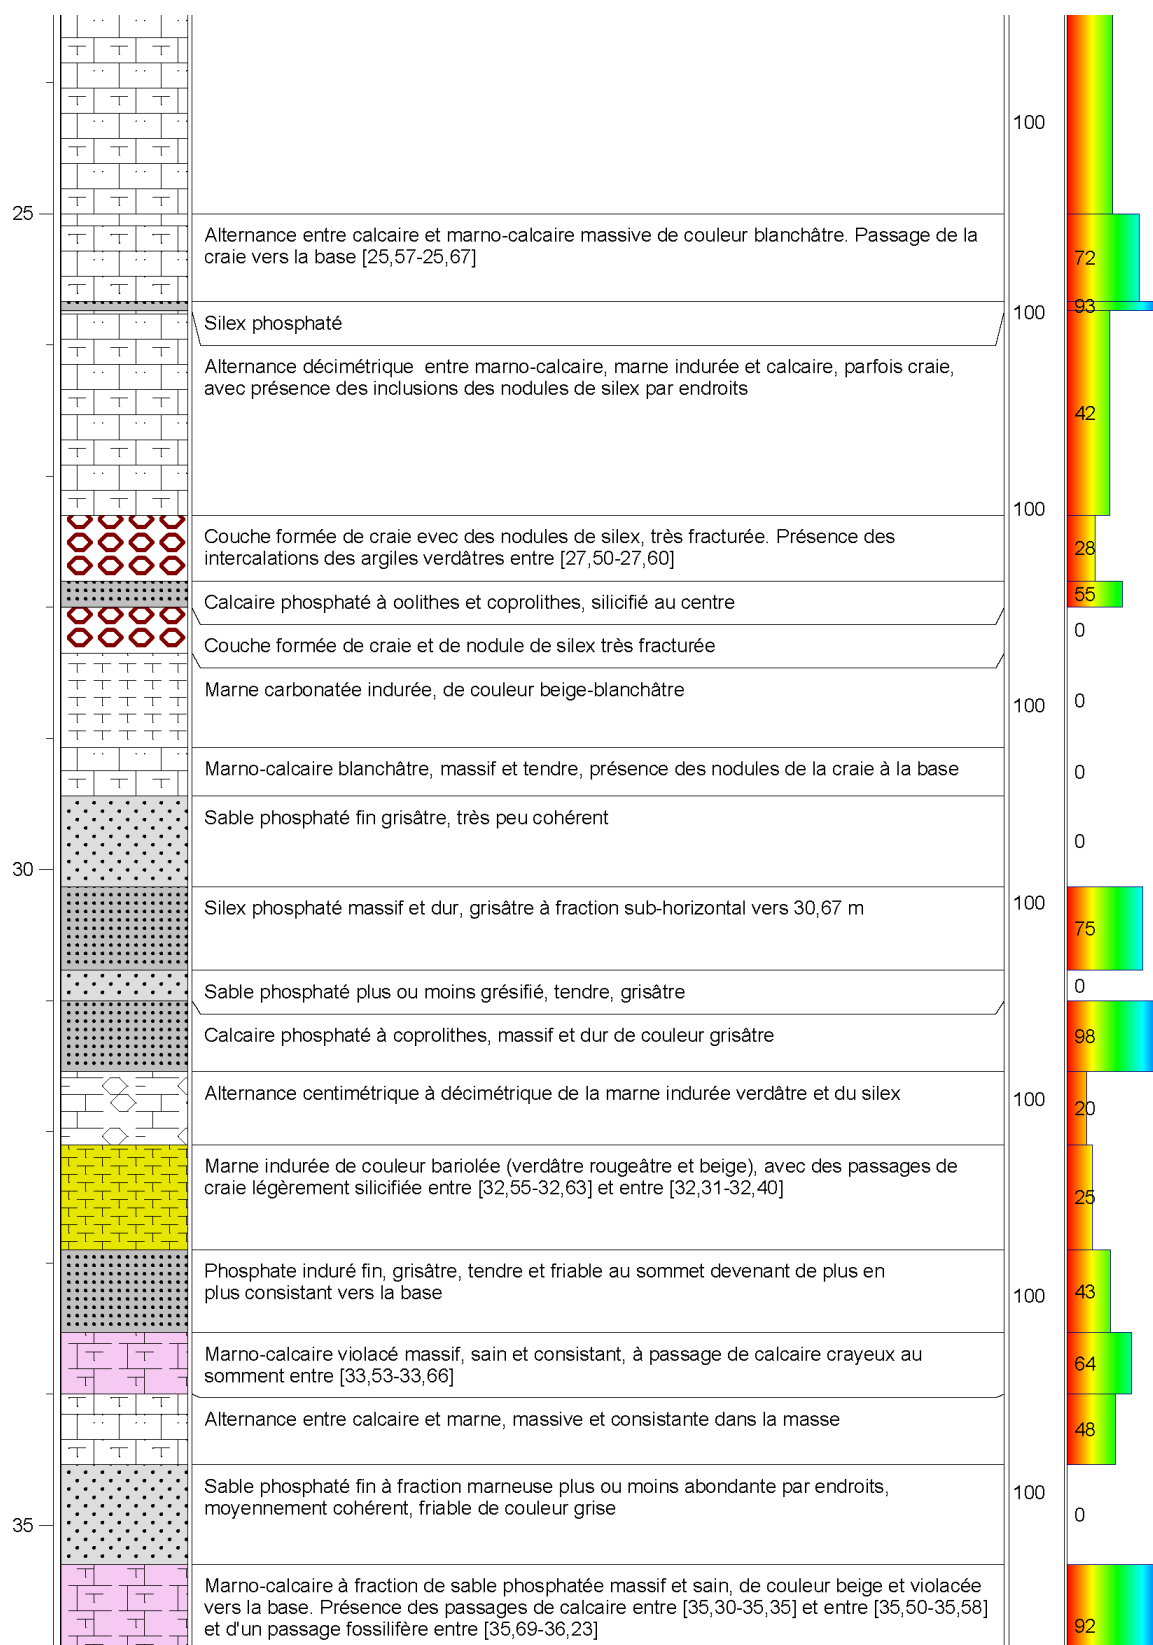 100
25
Alternance entre calcaire et marno-calcaire massive de couleur blanchâtre. Passage de la
craie vers la base [25,57-25,67]
72
93
100
Silex phosphaté
Alternance décimétrique entre marno-calcaire, marne indurée et calcaire, parfois craie,
avec présence des inclusions des nodules de silex par endroits
42
100
Couche formée de craie evec des nodules de silex, très fracturée. Présence des
intercalations des argiles verdâtres entre [27,50-27,60]
28
55
Calcaire phosphaté à oolithes et coprolithes, silicifié au centre
0
Couche formée de craie et de nodule de silex très fracturée
Marne carbonatée indurée, de couleur beige-blanchâtre
100
0
Marno-calcaire blanchâtre, massif et tendre, présence des nodules de la craie à la base
0
Sable phosphaté fin grisâtre, très peu cohérent
0
30
Silex phosphaté massif et dur, grisâtre à fraction sub-horizontal vers 30,67 m
100
75
Sable phosphaté plus ou moins grésifié, tendre, grisâtre
0
Calcaire phosphaté à coprolithes, massif et dur de couleur grisâtre
98
Alternance centimétrique à décimétrique de la marne indurée verdâtre et du silex
100
20
Marne indurée de couleur bariolée (verdâtre rougeâtre et beige), avec des passages de
craie légèrement silicifiée entre [32,55-32,63] et entre [32,31-32,40]
25
Phosphate induré fin, grisâtre, tendre et friable au sommet devenant de plus en
plus consistant vers la base
100
43
Marno-calcaire violacé massif, sain et consistant, à passage de calcaire crayeux au
somment entre [33,53-33,66]
64
Alternance entre calcaire et marne, massive et consistante dans la masse
48
Sable phosphaté fin à fraction marneuse plus ou moins abondante par endroits,
moyennement cohérent, friable de couleur grise
100
0
35
Marno-calcaire à fraction de sable phosphatée massif et sain, de couleur beige et violacée
vers la base. Présence des passages de calcaire entre [35,30-35,35] et entre [35,50-35,58]
et d'un passage fossilifère entre [35,69-36,23]
92